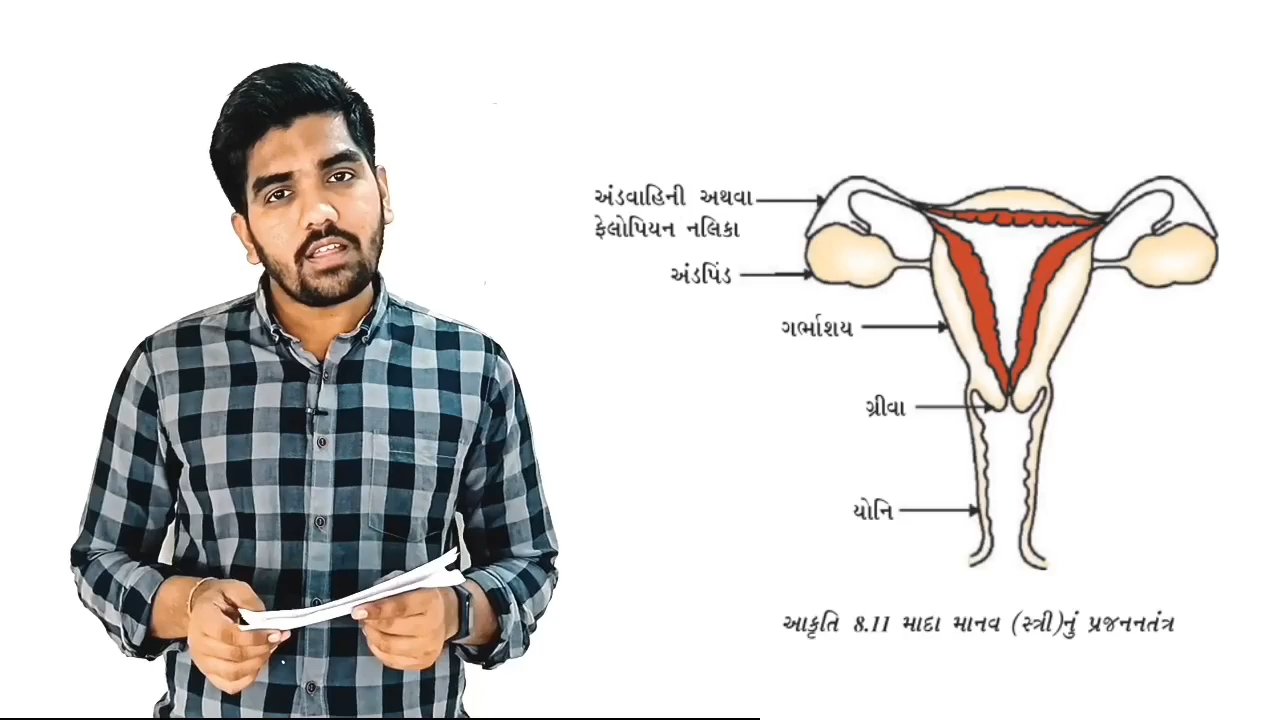 અંડવાહિની અથવા
ફેલોપિયન નલિકા
અંડપિંડ
ગર્ભાશય
ગ્રીવા
યોનિ
આકૃતિ 8.11 માદા માનવ (સ્ત્રી)નું પ્રજનનતંત્ર